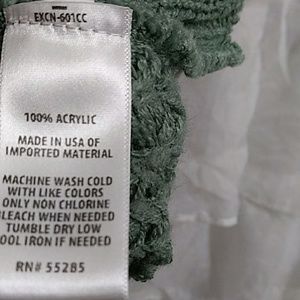 EXCN-601CC
100% ACRYLIC
MADE IN USA OF
IMPORTED MATERIAL
MACHINE WASH COLD
WITH LIKE COLORS
ONLY NON CHLORINE
BLEACH WHEN NEEDED
TUMBLE DRY LOW
OOL IRON IF NEEDED
RN# 55285